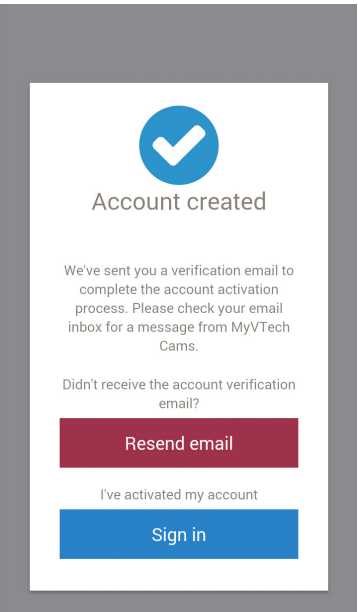 Account created
We've sent you a verification email to
complete the account activation
process. Please check your email
inbox for a message from MyVTech
Cams.
Didn't receive the account verification
email?
Resend email
I've activated my account
Sign in